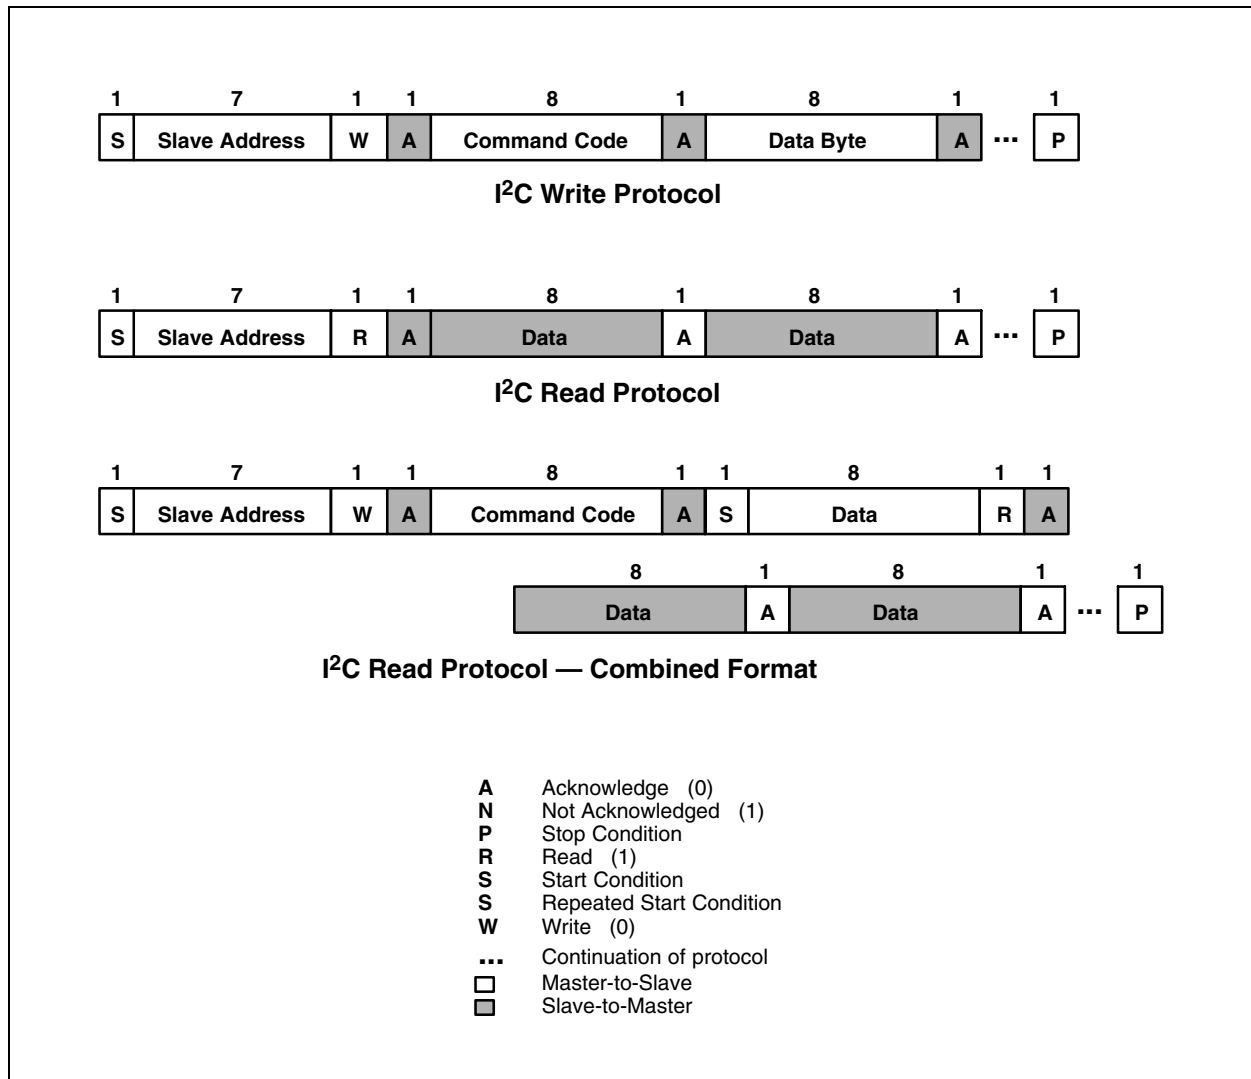 1 7 1 1 8 1 8 1 1
S Slave Address W A Command Code A Data Byte A ... P
I2C Write Protocol
1 7 1 1 8 1 8 1 1
S Slave Address R A Data A Data A ... P
I2C Read Protocol
1 7 1 1 8 1 1 8 1 1
S Slave Address W A Command Code A S Data R A
8 1 8 1 1
Data A Data A ... P
I2C Read Protocol — Combined Format
A Acknowledge (0)
N Not Acknowledged (1)
P Stop Condition
R Read (1)
S Start Condition
S Repeated Start Condition
W Write (0)
... Continuation of protocol
Master-to-Slave
Slave-to-Master